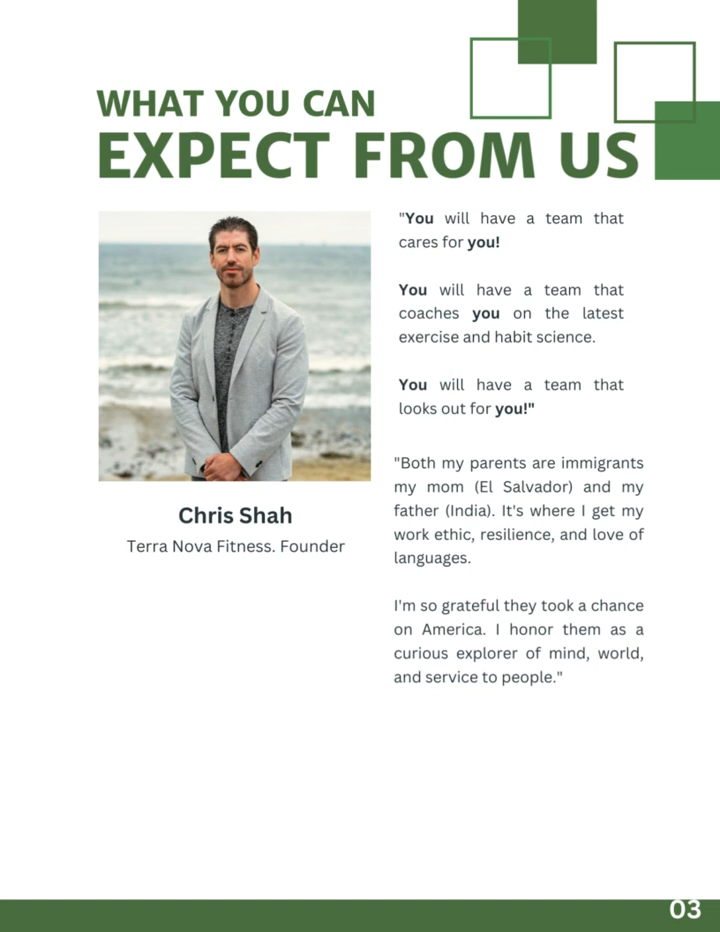 WHAT YOU CAN
EXPECT FROM US
"You will have a team that
cares for you!
You will have a team that
coaches you on the latest
exercise and habit science.
You will have a team that
looks out for you!"
Chris Shah
Terra Nova Fitness. Founder
"Both my parents are immigrants
my mom (El Salvador) and my
father (India). It's where I get my
work ethic, resilience, and love of
languages.
I'm so grateful they took a chance
on America. I honor them as a
curious explorer of mind, world,
and service to people."
03